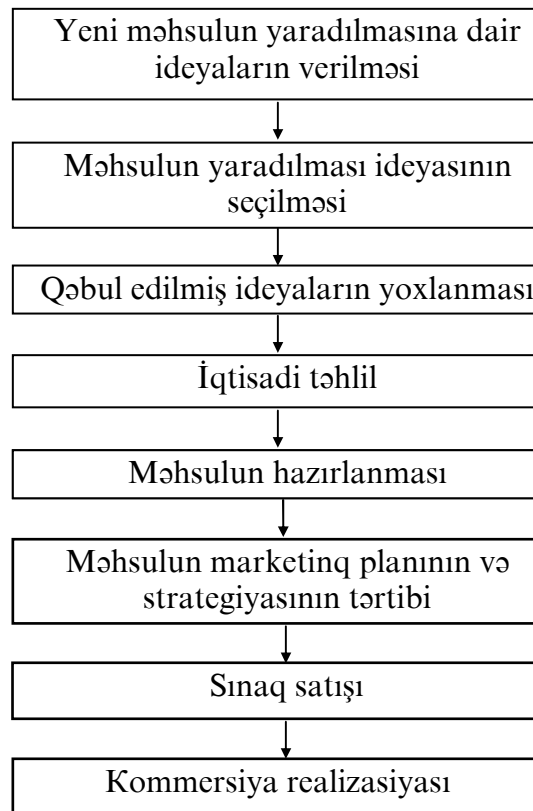 Yeni məhsulun yaradılmasına dair
ideyaların verilməsi
Məhsulun yaradılması ideyasının
seçilməsi
Qəbul edilmiş ideyaların yoxlanması
İqtisadi təhlil
Məhsulun hazırlanması
Məhsulun marketinq planının və
strategiyasının tərtibi
Sınaq satışı
Kommersiya realizasiyası